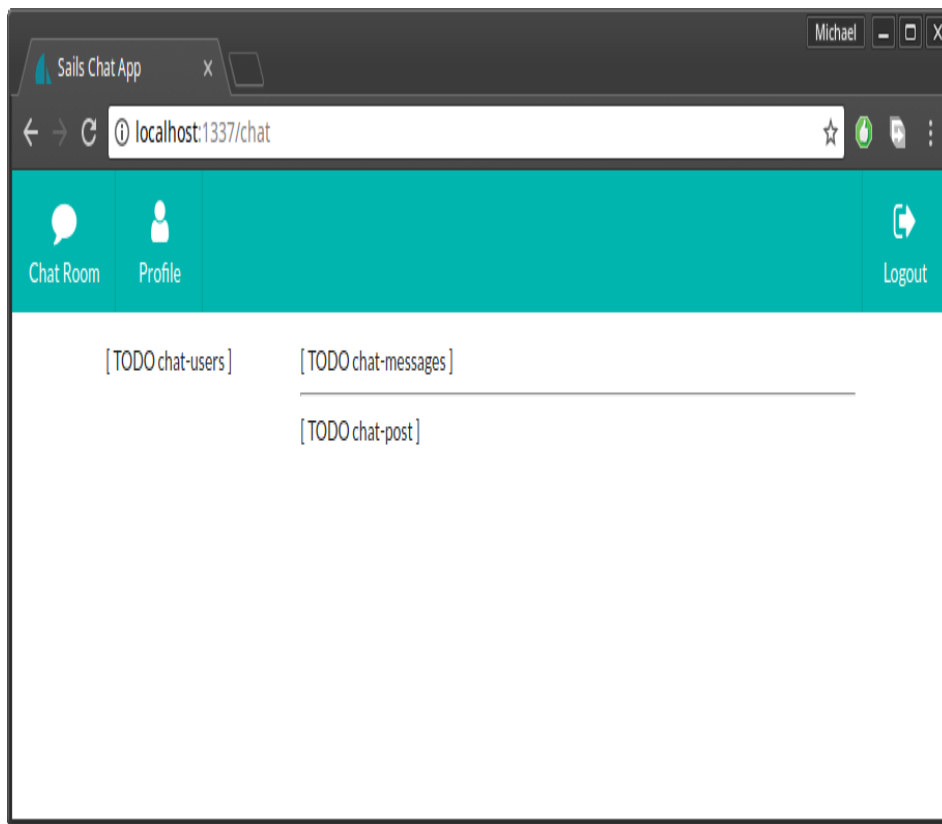 Michael
Sails Chat App
localhost:1337/chat
Chat Room
Profile
Logout
[ TODO chat-users ]
[ TODO chat-messages ]
[ TODO chat-post ]